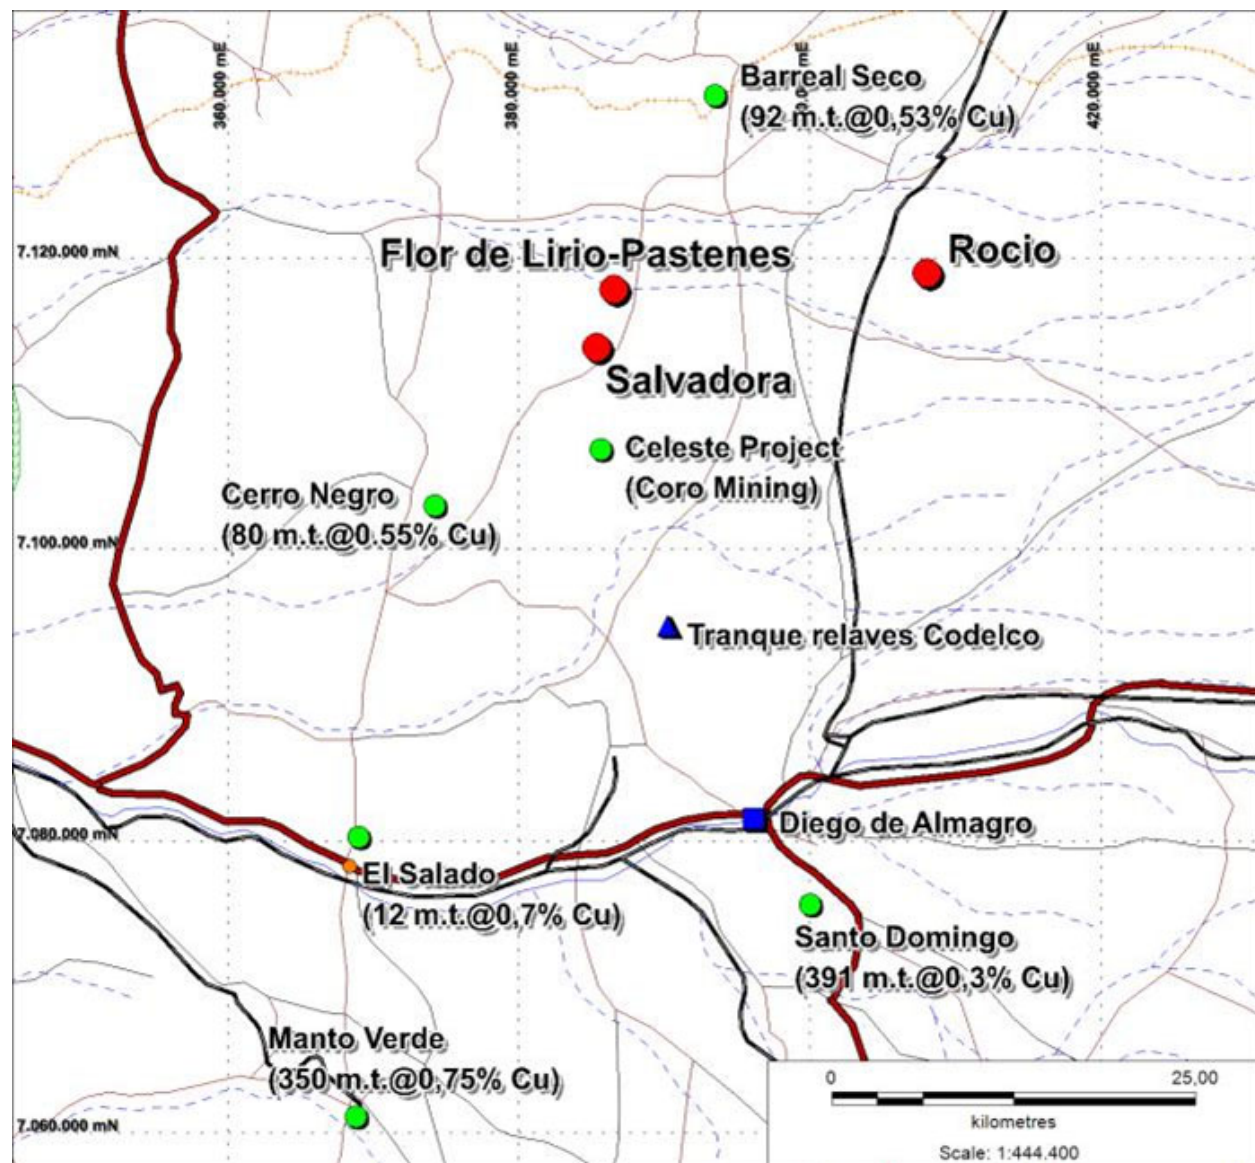 360.000 mE
380.000 mE
mE
420.000 mE
Barreal Seco
(92 m.t.@0,53% Cu)
7.120.000 mN
Flor de Lirio-Pastenes
Rocio
Salvadora
Celeste Project
(Coro Mining)
Cerro Negro
(80 m.t.@0.55% Cu)
7.100.000 mN
Tranque relaves Codelco
7.080.000 mN
Diego de Almagro
El Salado
(12 m.t.@0,7% Cu)
Santo Domingo
(391 m.t.@0,3% Cu)
Manto Verde
(350 m.t.@0,75% Cu)
7.060.000 mN
0
25,00
kilometres
Scale: 1:444.400